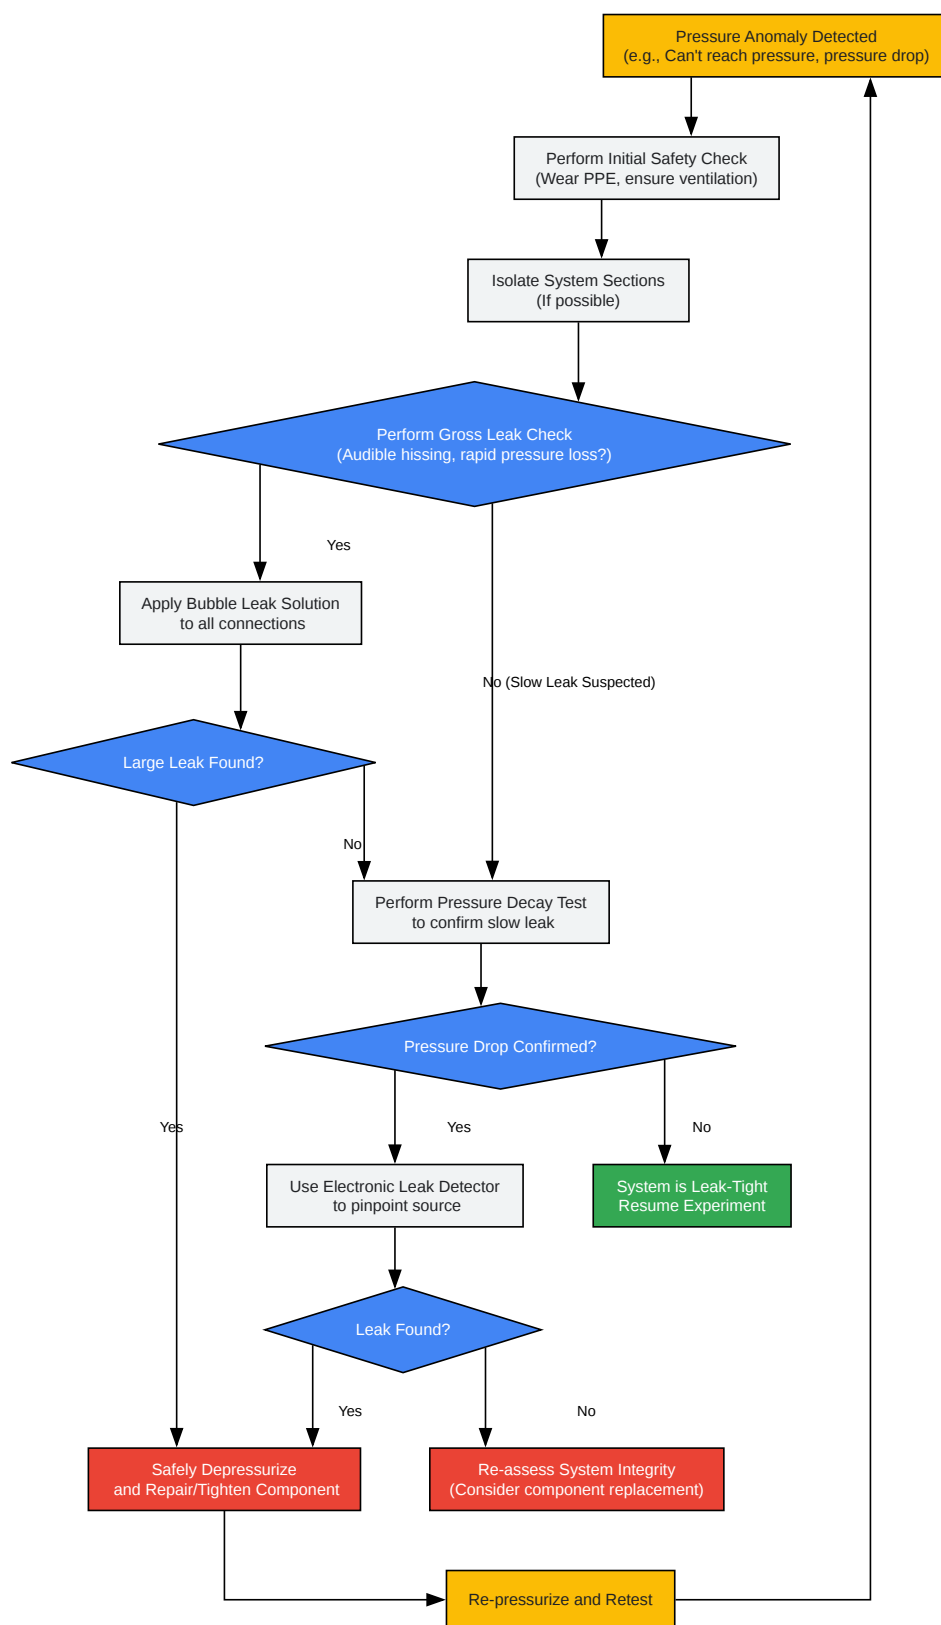 Pressure Anomaly Detected
(e.g., Can't reach pressure, pressure drop)
Perform Initial Safety Check
(Wear PPE, ensure ventilation)
Isolate System Sections
(If possible)
Perform Gross Leak Check
(Audible hissing, rapid pressure loss?)
Yes
Apply Bubble Leak Solution
to all connections
No (Slow Leak Suspected)
Large Leak Found?
No
Perform Pressure Decay Test
to confirm slow leak
Pressure Drop Confirmed?
Yes
Yes
No
Use Electronic Leak Detector
to pinpoint source
System is Leak-Tight
Resume Experiment
Leak Found?
Yes
No
Safely Depressurize
and Repair/Tighten Component
Re-assess System Integrity
(Consider component replacement)
Re-pressurize and Retest